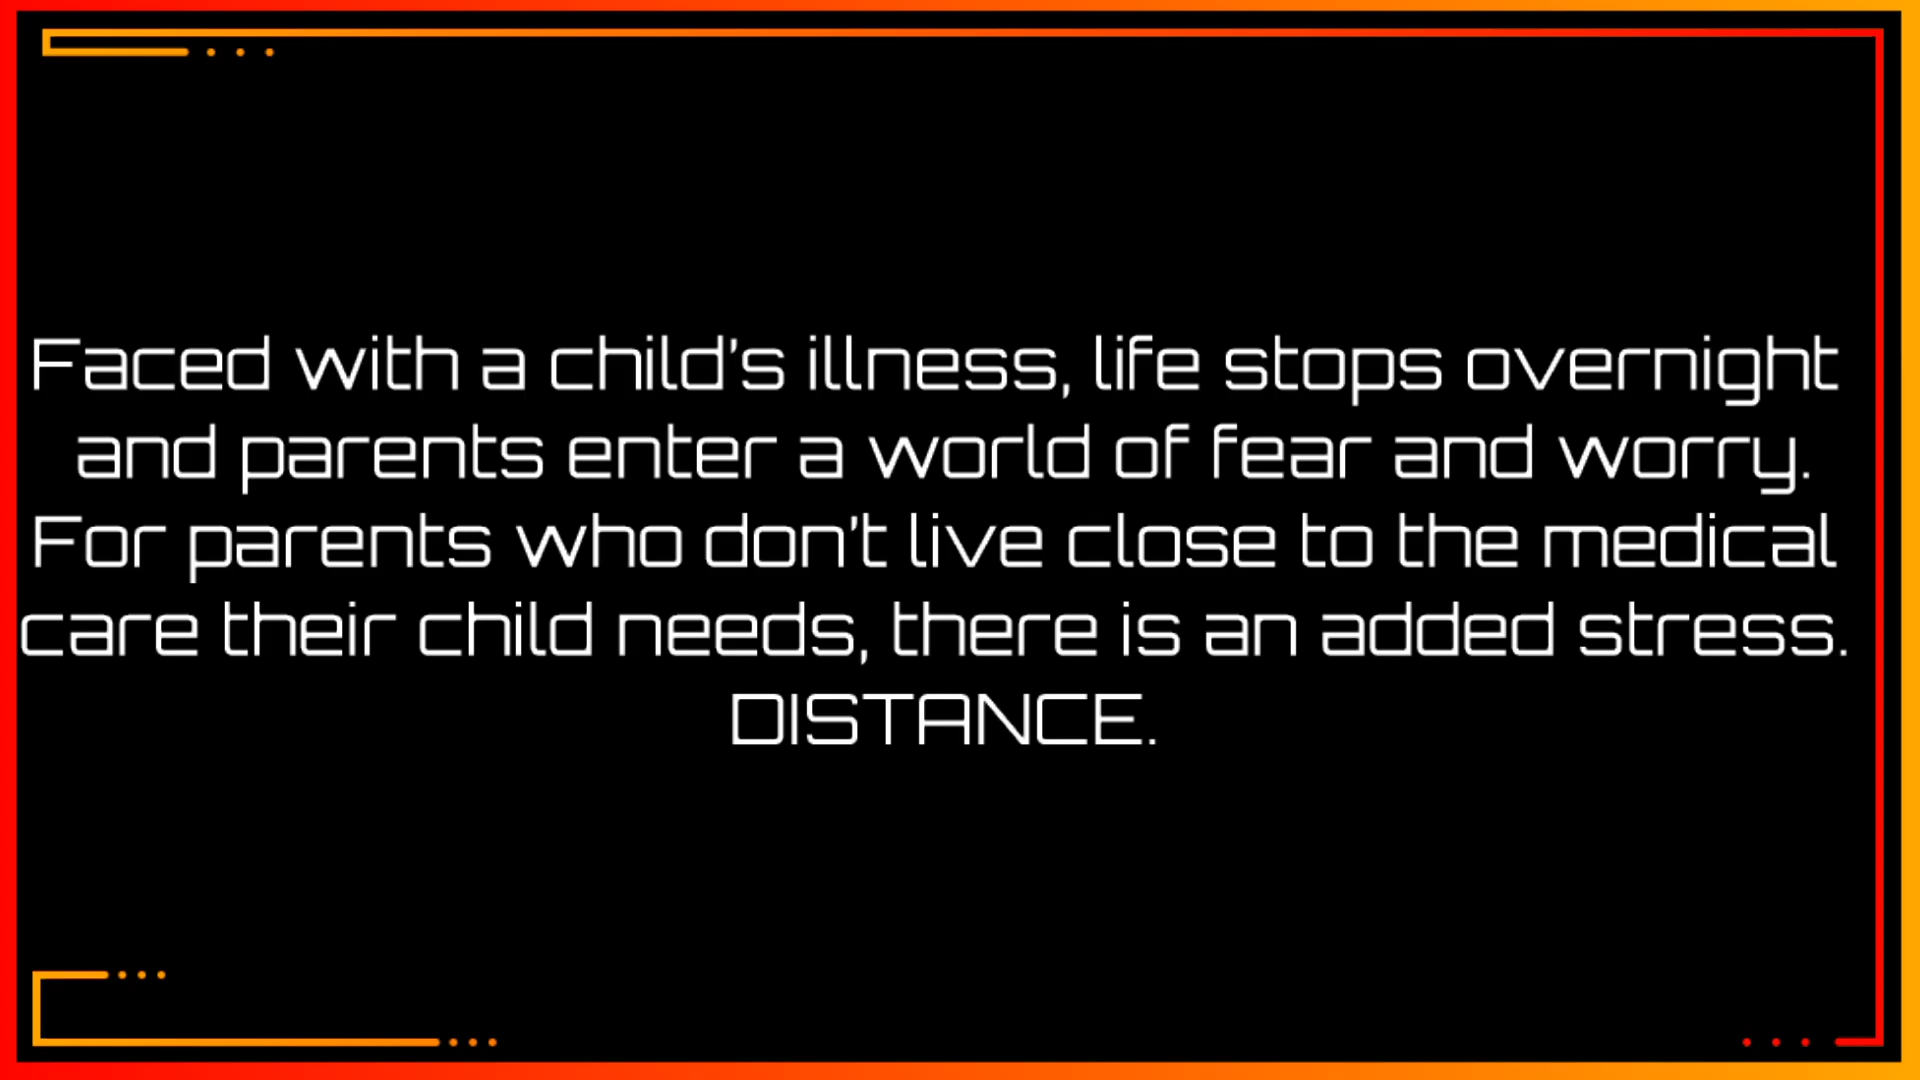 Faced with a child’s illness, life stops overnight
and parents enter a world of fear and worry.
For parents who don’t live close to the medical
care their child needs, there is an added stress.
DISTANCE.